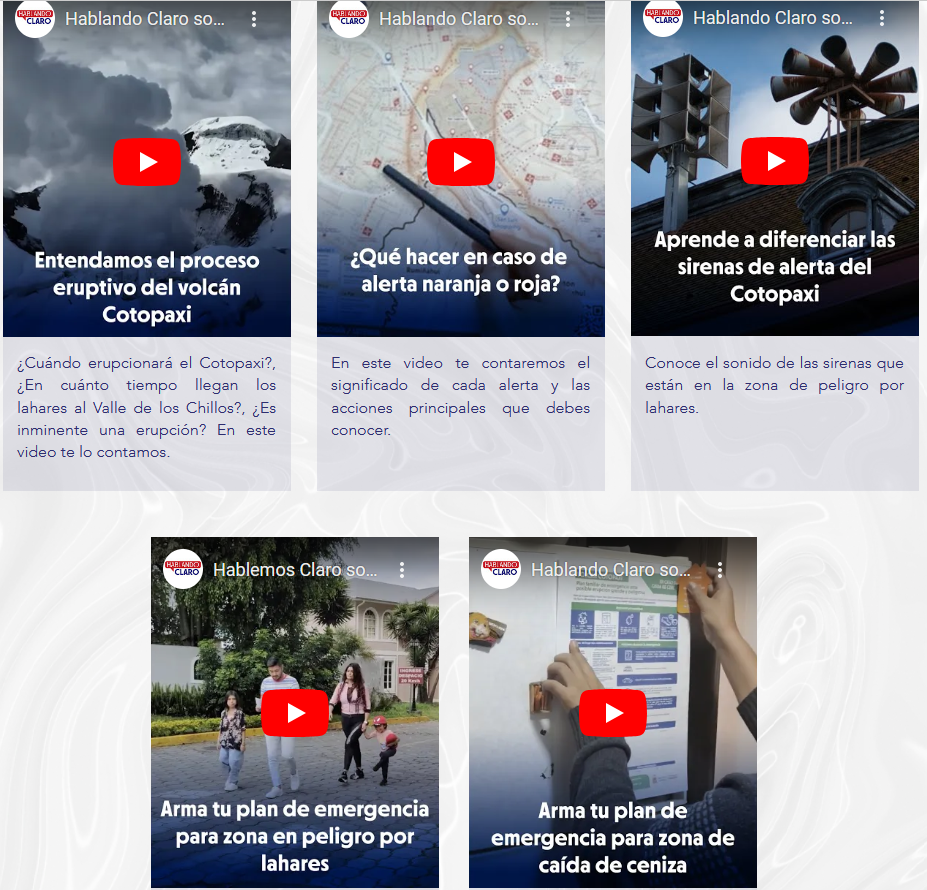 HABLANDO
CLARO
Hablando Claro so...
Entendamos el proceso
eruptivo del volcán
Cotopaxi
¿Cuándo erupcionará el Cotopaxi?,
¿En cuánto tiempo llegan los
lahares al Valle de los Chillos?, ¿Es
inminente una erupción? En este
video te lo contamos.
HABLANDO
CLARO
Hablando Claro so...
¿Qué hacer en caso de
alerta naranja o roja?
En este video te contaremos el
significado de cada alerta y las
acciones principales que debes
conocer.
HABLANDO
CLARO
Hablando Claro so...
Aprende a diferenciar las
sirenas de alerta del
Cotopaxi
Conoce el sonido de las sirenas que
están en la zona de peligro por
lahares.
HABLANDO
CLARO
Hablemos Claro so...
Arma tu plan de emergencia
para zona en peligro por
lahares
HABLANDO
CLARO
Hablando Claro so...
Arma tu plan de
emergencia para zona de
caída de ceniza